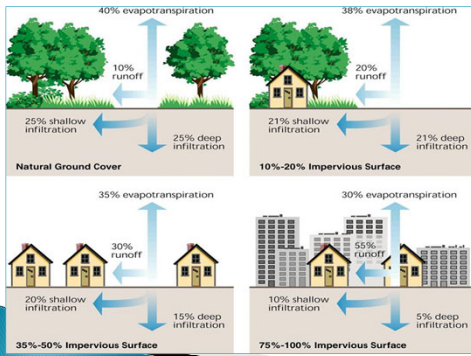 40% evapotranspiration
10%
runoff
25% shallow
infiltration
25% deep
infiltration
Natural Ground Cover
38% evapotranspiration
20%
runoff
21% shallow
infiltration
21% deep
infiltration
10%-20% Impervious Surface
35% evapotranspiration
30%
runoff
20% shallow
infiltration
15% deep
infiltration
35%-50% Impervious Surface
30% evapotranspiration
55%
runoff
10% shallow
infiltration
5% deep
infiltration
75%-100% Impervious Surface